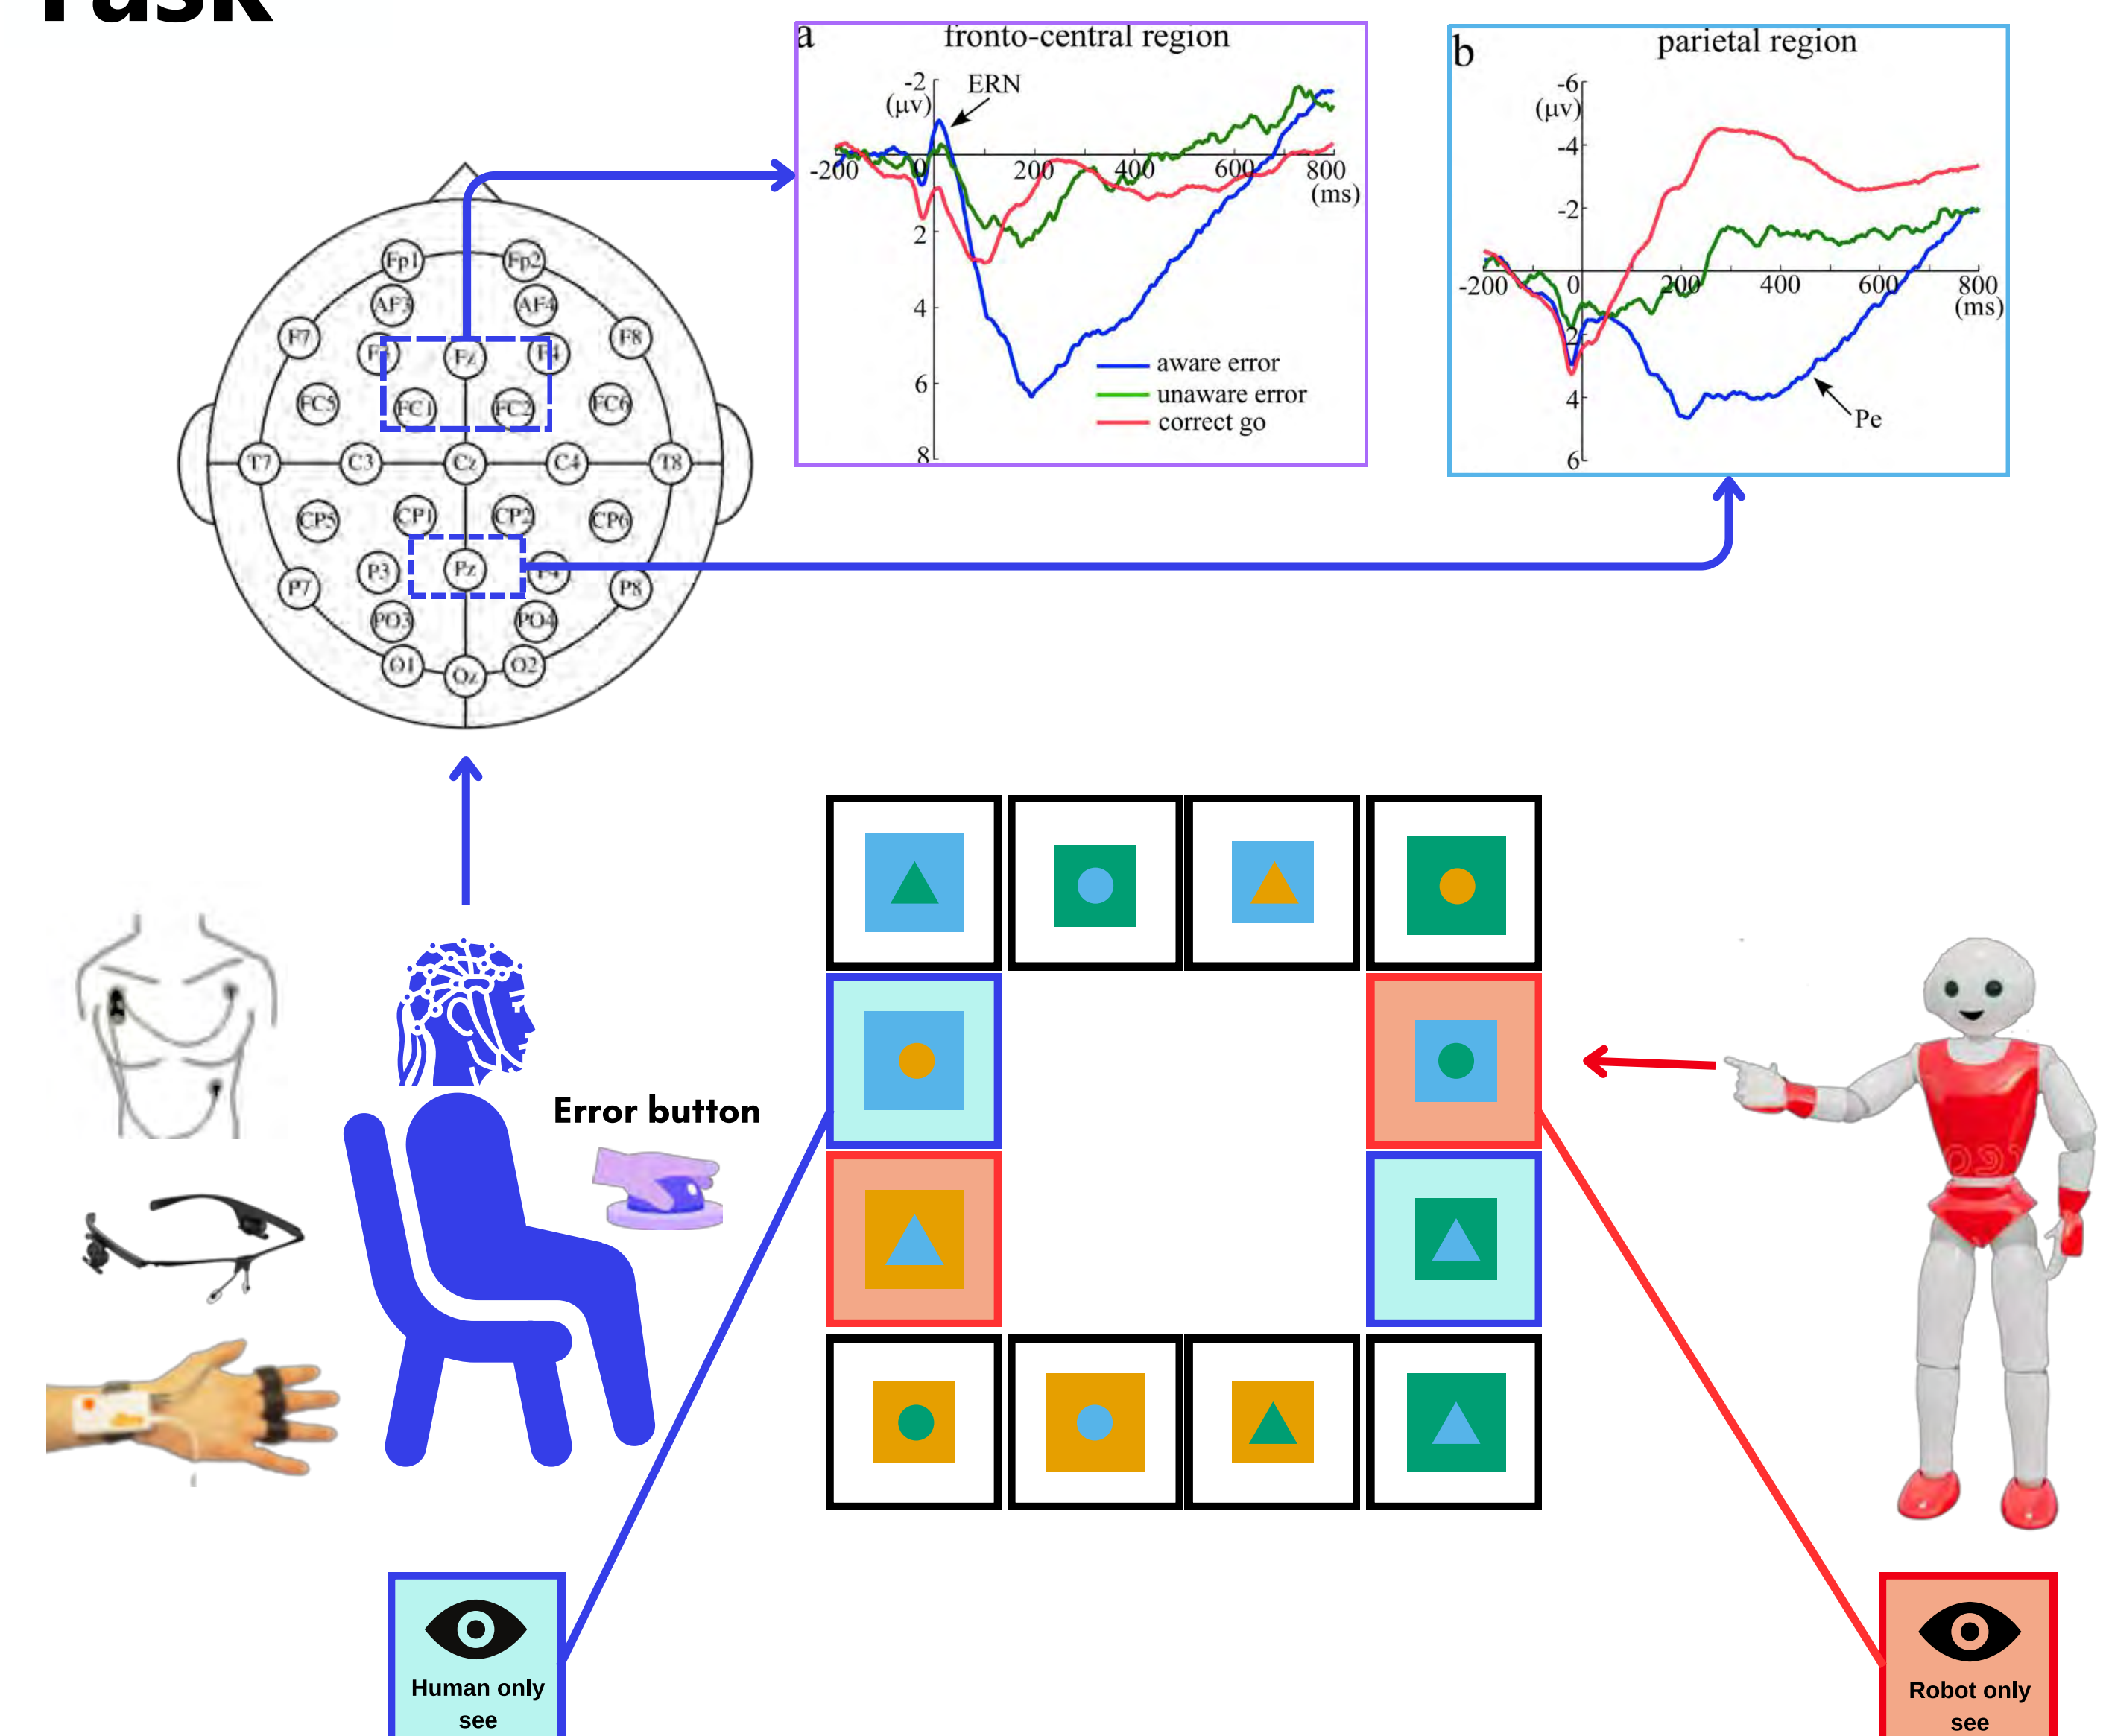 Task
a
fronto-central region
-2
(μv)
ERN
-200
0
200
400
600
800
(ms)
2
4
6
8
aware error
unaware error
correct go
b
parietal region
-6
(μv)
-4
-2
-200
0
200
400
600
800
(ms)
2
4
6
Pe
Fp1
Fp2
AF3
AF4
F7
F3
Fz
F4
F8
FC5
FC1
FC2
FC6
T7
C3
Cz
C4
T8
CP5
CP1
CP2
CP6
P7
P3
Pz
P4
P8
PO3
PO4
O1
Oz
O2
Error button
Human only
see
Robot only
see